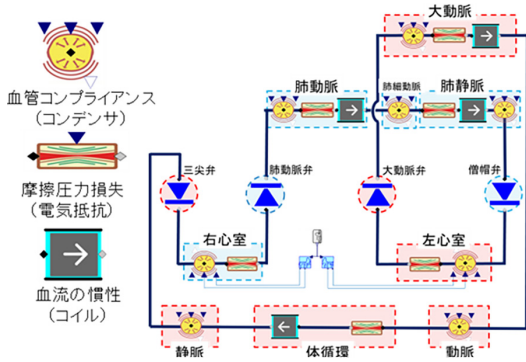 大動脈
肺動脈
肺細動脈
肺静脈
血管コンプライアンス
(コンデンサ)
三尖弁
肺動脈弁
大動脈弁
僧帽弁
摩擦圧力損失
(電気抵抗)
右心室
左心室
血流の慣性
(コイル)
静脈
体循環
動脈